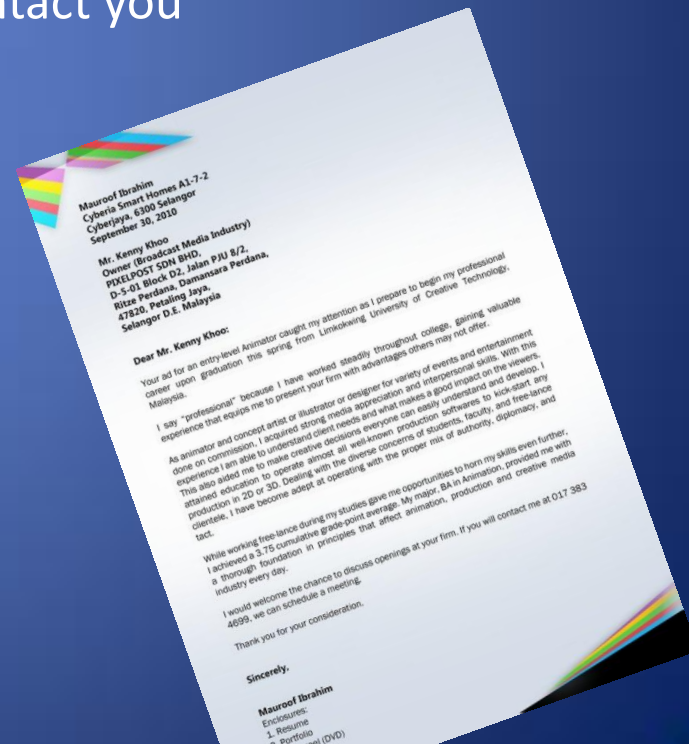 ntact you
Mauroof Ibrahim
Cyberia Smart Homes A1-7-2
Cyberjaya, 6300 Selangor
September 30, 2010
Mr. Kenny Khoo
Owner (Broadcast Media Industry)
PIXELPOST SDN BHD,
D-5-01 Block D2, Jalan PJU 8/2,
Ritze Perdana, Damansara Perdana,
47820, Petaling Jaya,
Selangor D.E. Malaysia
Dear Mr. Kenny Khoo:
Your ad for an entry-level Animator caught my attention as I prepare to begin my professional
career upon graduation this spring from Limkokwing University of Creative Technology,
Malaysia.
I say "professional" because I have worked steadily throughout college, gaining valuable
experience that equips me to present your firm with advantages others may not offer.
As animator and concept artist or illustrator or designer for variety of events and entertainment
done on commission, I acquired strong media appreciation and interpersonal skills. With this
experience I am able to understand client needs and what makes a good impact on the viewers.
This also aided me to make creative decisions everyone can easily understand and develop. I
attained education to operate almost all well-known production softwares to kick-start any
production in 2D or 3D. Dealing with the diverse concerns of students, faculty, and free-lance
clientele, I have become adept at operating with the proper mix of authority, diplomacy, and
tact.
While working free-lance during my studies gave me opportunities to horn my skills even further,
I achieved a 3.75 cumulative grade-point average. My major, BA in Animation, provided me with
a thorough foundation in principles that affect animation, production and creative media
industry every day.
I would welcome the chance to discuss openings at your firm. If you will contact me at 017 383
4699, we can schedule a meeting.
Thank you for your consideration.
Sincerely,
Mauroof Ibrahim
Enclosures:
1. Resume
2. Portfolio
(DVD)